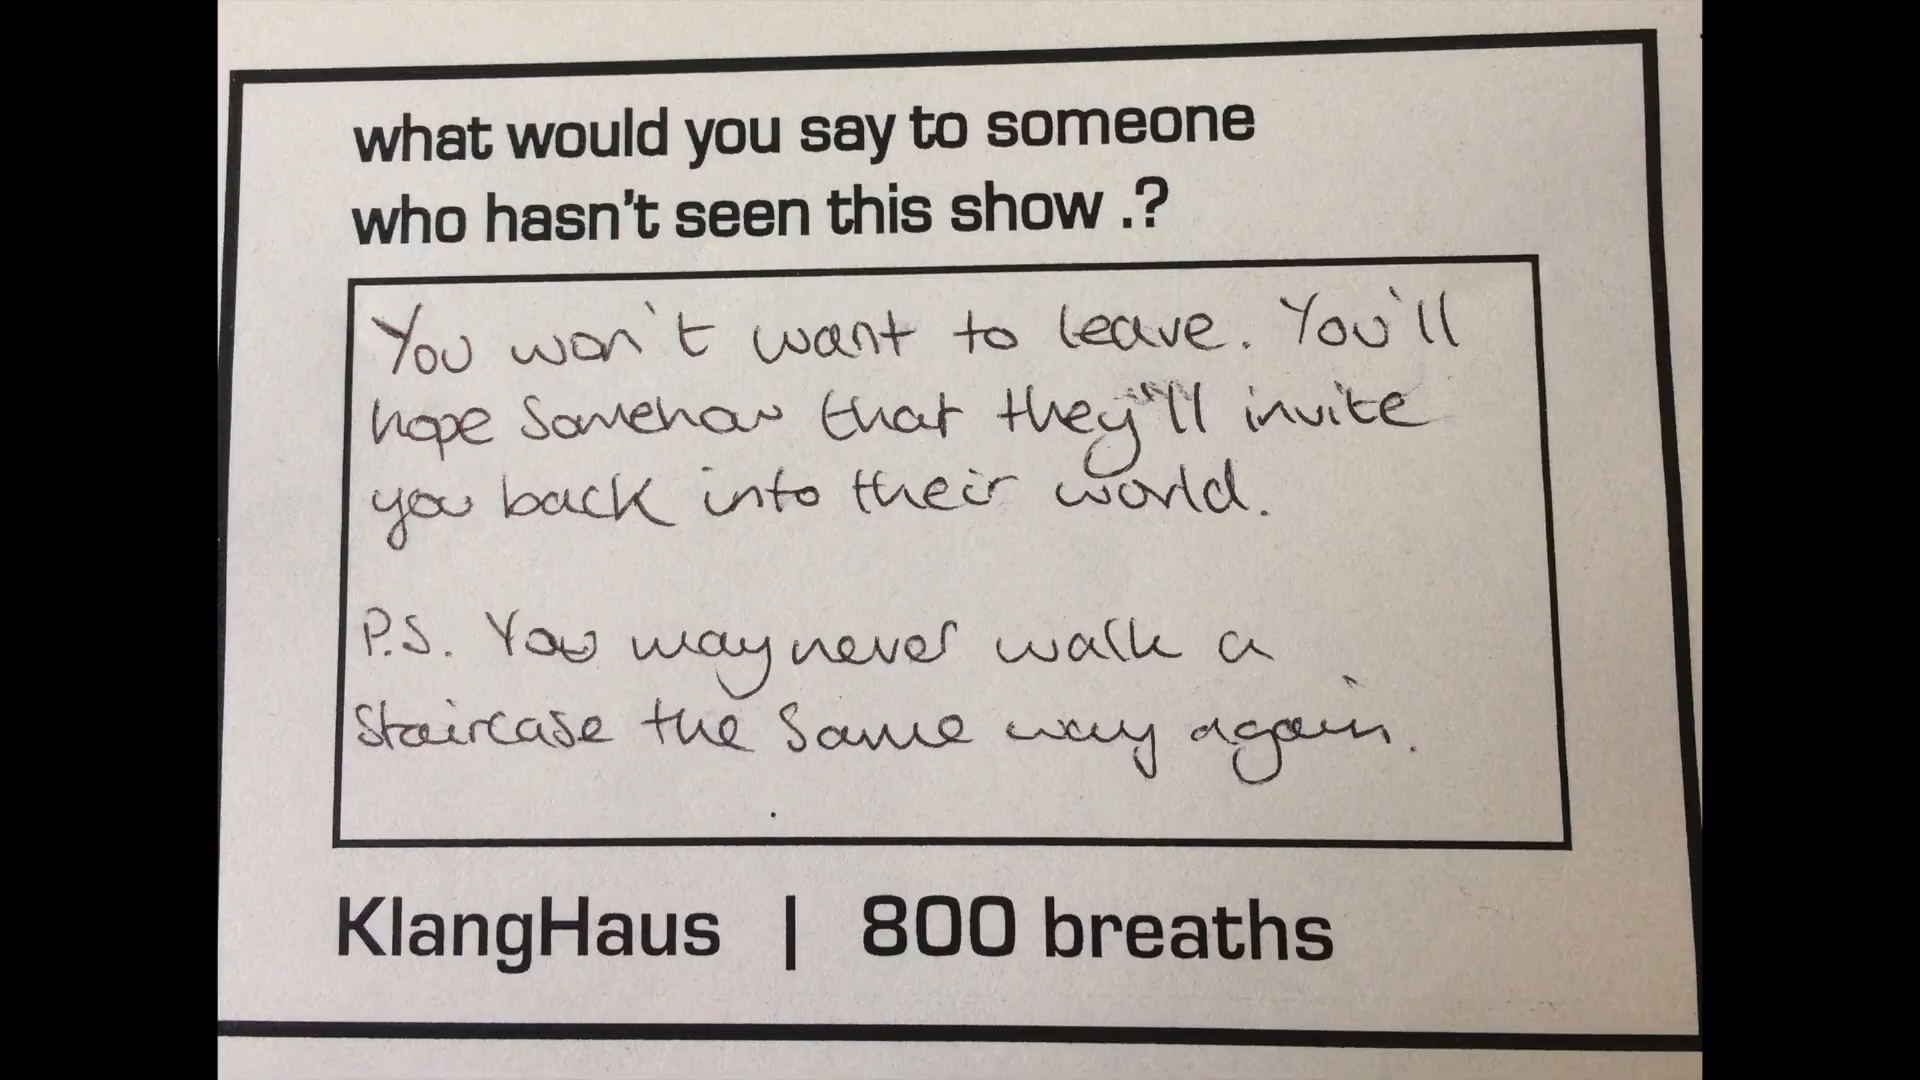 what would you say to someone
who hasn't seen this show .?
You won't want to leave. You'll
hope somehow that they'll invite
you back into their world.
P.S. You may never walk a
staircase the same way again.
KlangHaus | 800 breaths